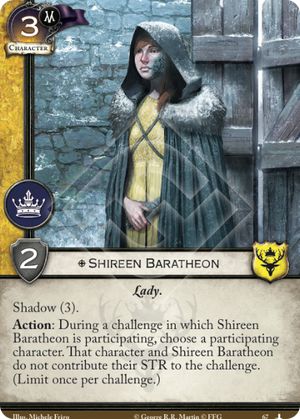 3
CHARACTER
2
SHIREEN BARATHEON
Lady.
Shadow (3).
Action: During a challenge in which Shireen
Baratheon is participating, choose a participating
character. That character and Shireen Baratheon
do not contribute their STR to the challenge.
(Limit once per challenge.)
Illus. Michele Frigo © George R.R. Martin © FFG 67